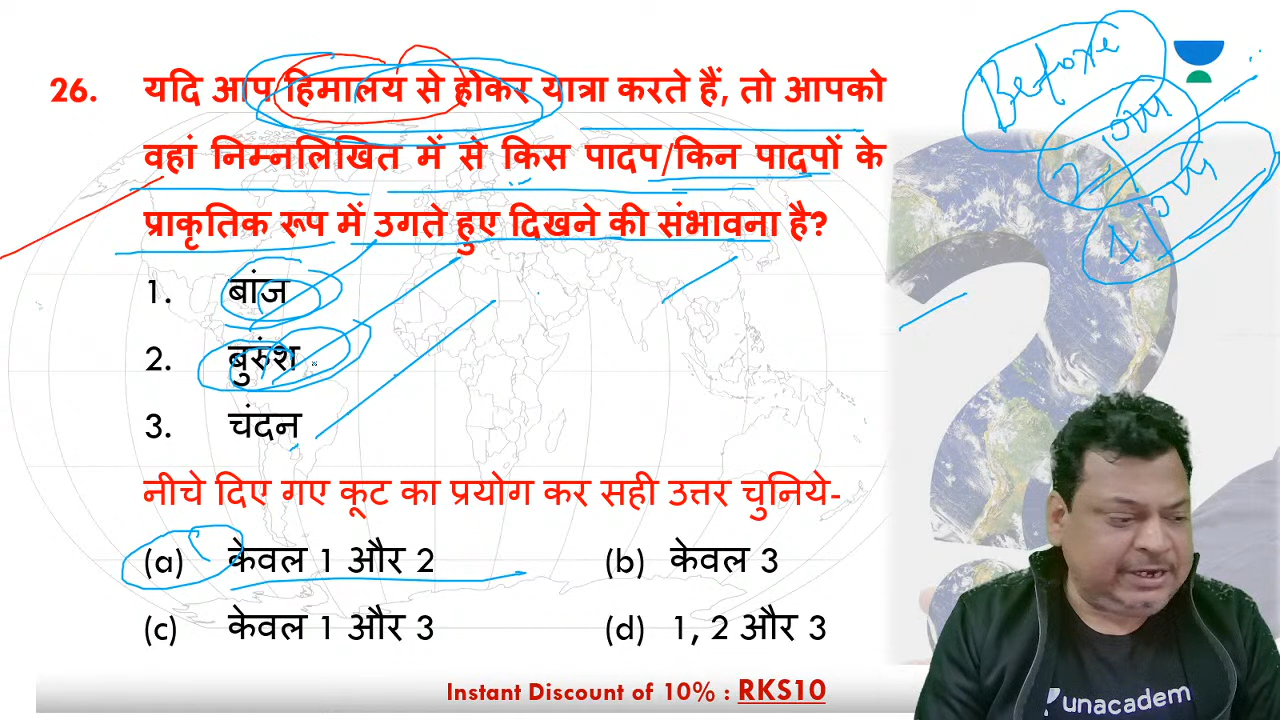 26. यदि आप हिमालय से होकर यात्रा करते हैं, तो आपको
वहां निम्नलिखित में से किस पादप/किन पादपों के
प्राकृतिक रूप में उगते हुए दिखने की संभावना है?
1. बांज
2. बुरुंश
3. चंदन
नीचे दिए गए कूट का प्रयोग कर सही उत्तर चुनिये-
(a) केवल 1 और 2
(b) केवल 3
(c) केवल 1 और 3
(d) 1, 2 और 3
Instant Discount of 10% : RKS10
Before
unacadem